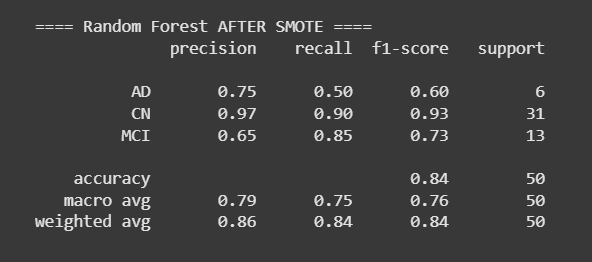 ==== Random Forest AFTER SMOTE ====
precision recall f1-score support
AD 0.75 0.50 0.60 6
CN 0.97 0.90 0.93 31
MCI 0.65 0.85 0.73 13
accuracy 0.84 50
macro avg 0.79 0.75 0.76 50
weighted avg 0.86 0.84 0.84 50